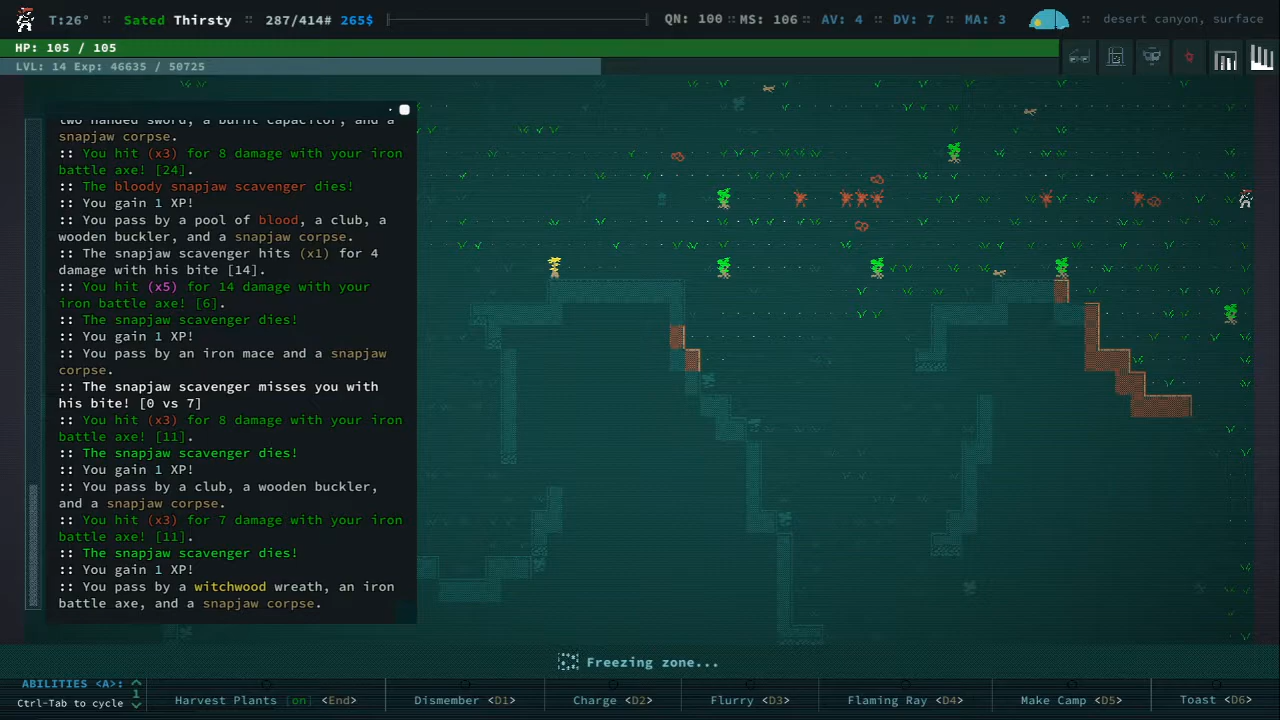 T:26° :: Sated Thirsty :: 287/414# 265$ QN: 100 :: MS: 106 :: AV: 4 :: DV: 7 :: MA: 3 :: desert canyon, surface
HP: 105 / 105
LVL: 14 Exp: 46635 / 50725
two handed sword, a burnt capacitor, and a
snapjaw corpse.
:: You hit (x3) for 8 damage with your iron
battle axe! [24].
:: The bloody snapjaw scavenger dies!
:: You gain 1 XP!
:: You pass by a pool of blood, a club, a
wooden buckler, and a snapjaw corpse.
:: The snapjaw scavenger hits (x1) for 4
damage with his bite [14].
:: You hit (x5) for 14 damage with your
iron battle axe! [6].
:: The snapjaw scavenger dies!
:: You gain 1 XP!
:: You pass by an iron mace and a snapjaw
corpse.
:: The snapjaw scavenger misses you with
his bite! [0 vs 7]
:: You hit (x3) for 8 damage with your iron
battle axe! [11].
:: The snapjaw scavenger dies!
:: You gain 1 XP!
:: You pass by a club, a wooden buckler,
and a snapjaw corpse.
:: You hit (x3) for 7 damage with your iron
battle axe! [11].
:: The snapjaw scavenger dies!
:: You gain 1 XP!
:: You pass by a witchwood wreath, an iron
battle axe, and a snapjaw corpse.
Freezing zone...
ABILITIES <A>:
1
Ctrl-Tab to cycle
Harvest Plants [on] <End> Dismember <D1> Charge <D2> Flurry <D3> Flaming Ray <D4> Make Camp <D5> Toast <D6>